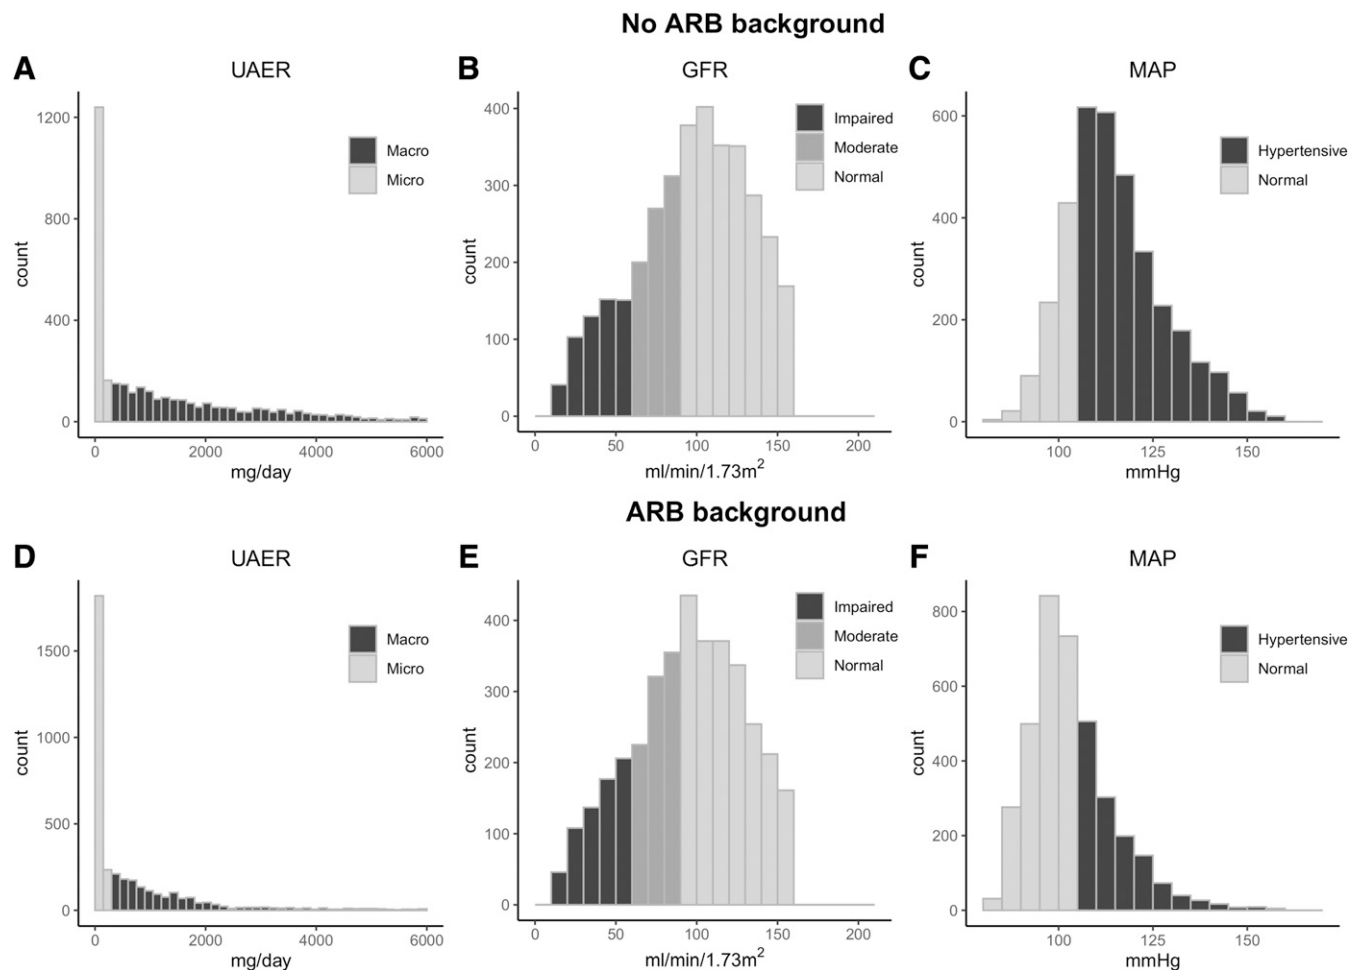 No ARB background
A
UAER
count
1200
800
400
0
0 2000 4000 6000
mg/day
Macro
Micro
B
GFR
count
400
300
200
100
0
0 50 100 150 200
ml/min/1.73m²
Impaired
Moderate
Normal
C
MAP
count
600
400
200
0
100 125 150
mmHg
Hypertensive
Normal
ARB background
D
UAER
count
1500
1000
500
0
0 2000 4000 6000
mg/day
Macro
Micro
E
GFR
count
400
300
200
100
0
0 50 100 150 200
ml/min/1.73m²
Impaired
Moderate
Normal
F
MAP
count
800
600
400
200
0
100 125 150
mmHg
Hypertensive
Normal